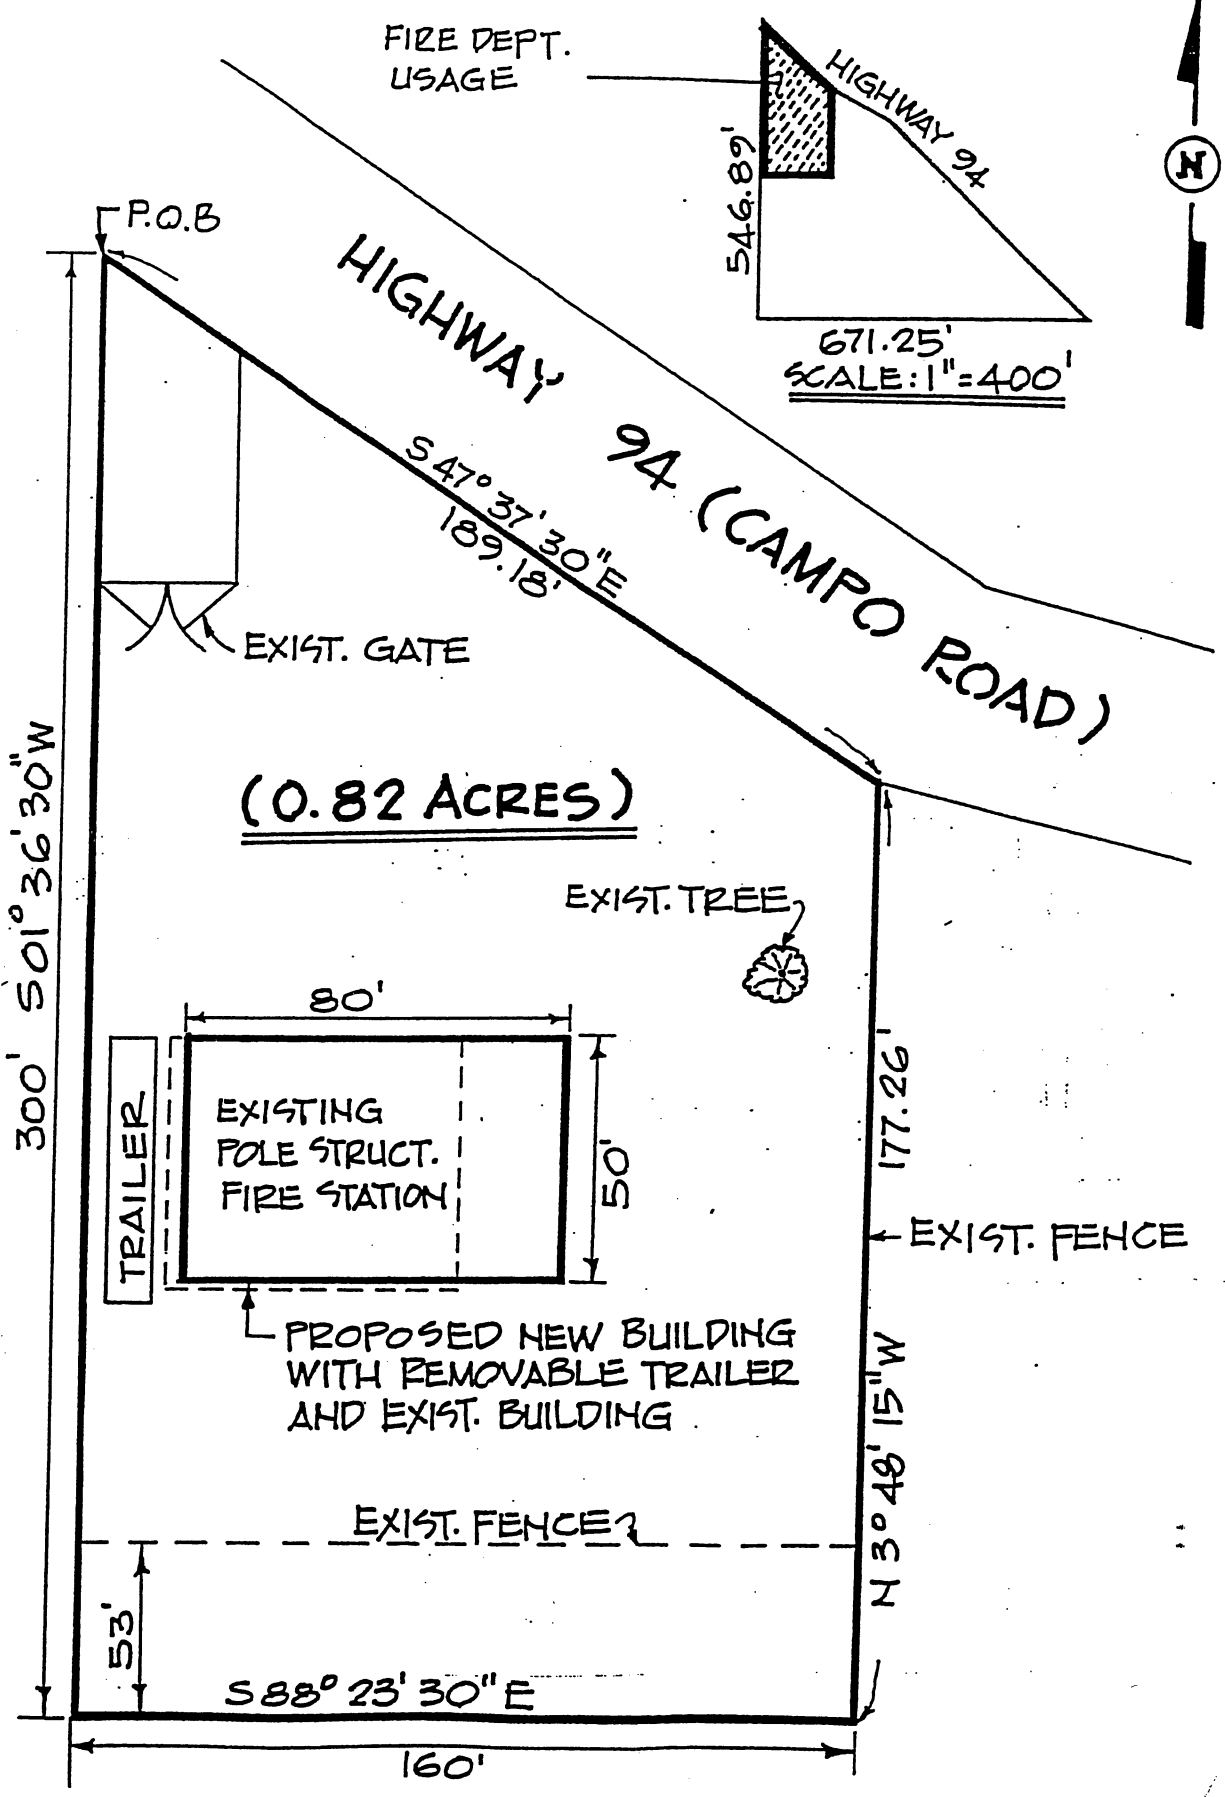 FIRE DEPT.
USAGE
HIGHWAY 94
546.89'
671.25'
SCALE: 1"=400'
N
P.O.B
HIGHWAY 94 (CAMPO ROAD)
S 47° 37' 30" E
189.18'
EXIST. GATE
300' S01° 36' 30" W
(0.82 ACRES)
EXIST. TREE
80'
TRAILER
EXISTING
POLE STRUCT.
FIRE STATION
50'
177.26'
EXIST. FENCE
PROPOSED NEW BUILDING
WITH REMOVABLE TRAILER
AND EXIST. BUILDING
N 3° 48' 15" W
EXIST. FENCE
53'
S 88° 23' 30" E
160'